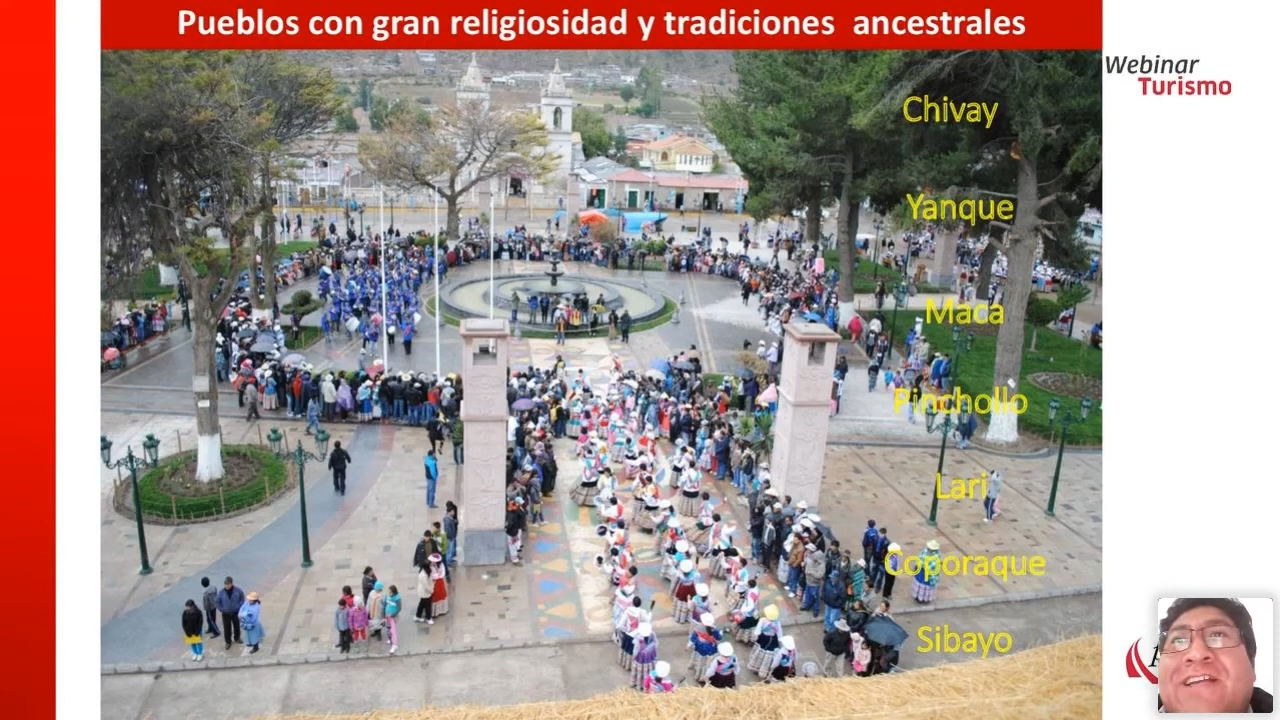 Pueblos con gran religiosidad y tradiciones ancestrales
Webinar
Turismo
Chivay
Yanque
Maca
Pinchollo
Lari
Coporaque
Sibayo